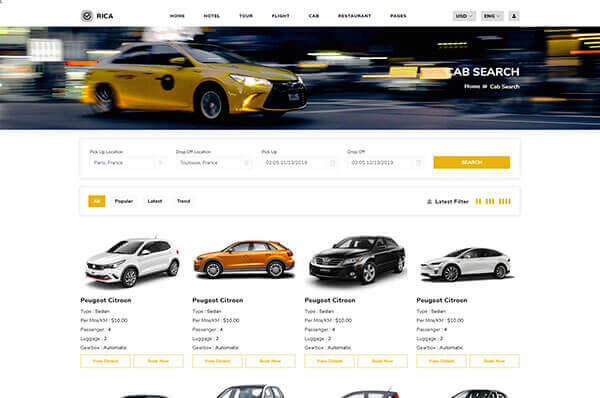 RICA
HOME HOTEL TOUR FLIGHT CAB RESTAURANT PAGES
USD ENG
CAB SEARCH
Home Cab Search
Pick Up Location Drop Off Location Pick Up Drop Off
Paris, France Toulouse, France 02:05 11/13/2019 02:05 12/13/2019 SEARCH
All Popular Latest Trend Latest Filter
Peugeot Citroen Peugeot Citroen Peugeot Citroen Peugeot Citroen
Type : Sedan Type : Sedan Type : Sedan Type : Sedan
Per Mile/KM : $10.00 Per Mile/KM : $10.00 Per Mile/KM : $10.00 Per Mile/KM : $10.00
Passenger : 4 Passenger : 4 Passenger : 4 Passenger : 4
Luggage : 2 Luggage : 2 Luggage : 2 Luggage : 2
Gearbox : Automatic Gearbox : Automatic Gearbox : Automatic Gearbox : Automatic
View Details Book Now View Details Book Now View Details Book Now View Details Book Now